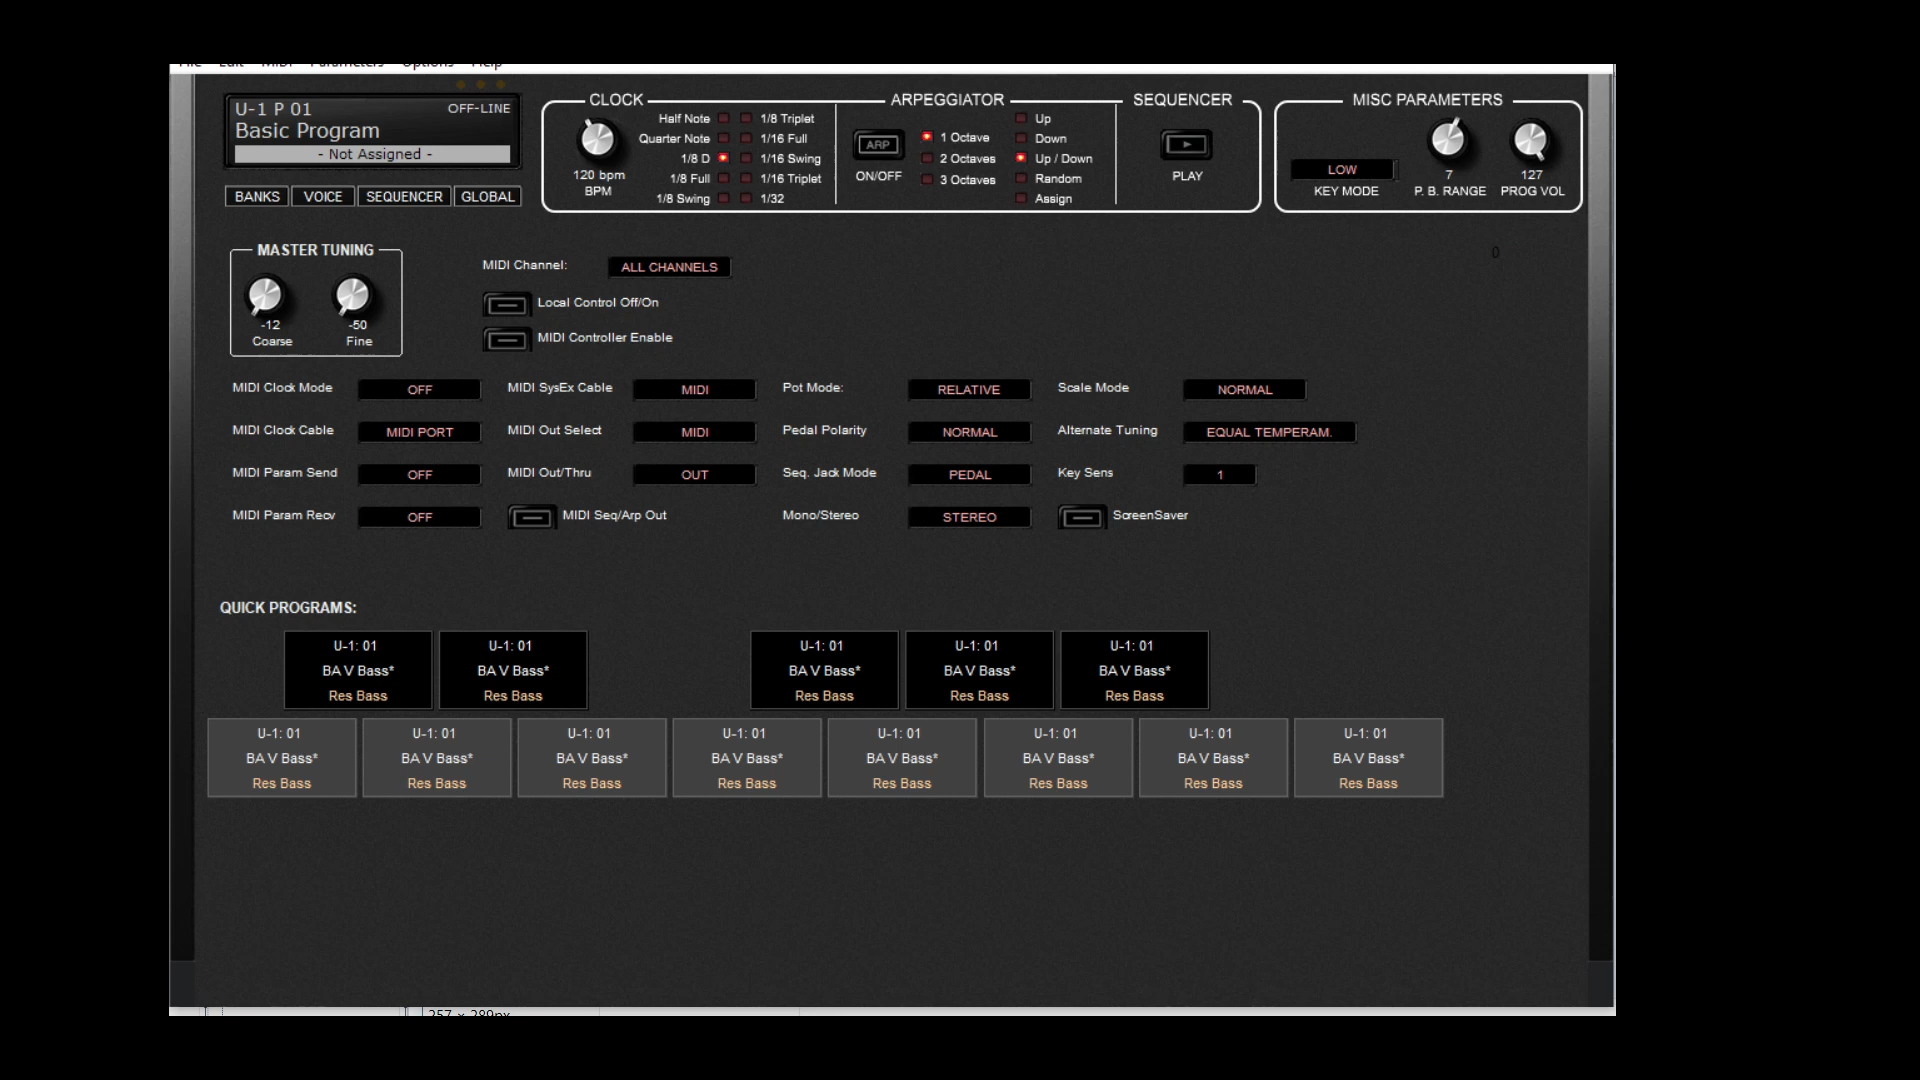 File Edit MIDI Parameters Options Help
U-1 P 01 OFF-LINE
Basic Program
- Not Assigned -
BANKS VOICE SEQUENCER GLOBAL
CLOCK
120 bpm
BPM
Half Note 1/8 Triplet
Quarter Note 1/16 Full
1/8 D 1/16 Swing
1/8 Full 1/16 Triplet
1/8 Swing 1/32
ARPEGGIATOR
ARP
ON/OFF
1 Octave
2 Octaves
3 Octaves
Up
Down
Up / Down
Random
Assign
SEQUENCER
PLAY
MISC PARAMETERS
LOW
KEY MODE
7
P. B. RANGE
127
PROG VOL
0
MASTER TUNING
-12 -50
Coarse Fine
MIDI Channel: ALL CHANNELS
Local Control Off/On
MIDI Controller Enable
MIDI Clock Mode OFF MIDI SysEx Cable MIDI Pot Mode: RELATIVE Scale Mode NORMAL
MIDI Clock Cable MIDI PORT MIDI Out Select MIDI Pedal Polarity NORMAL Alternate Tuning EQUAL TEMPERAM.
MIDI Param Send OFF MIDI Out/Thru OUT Seq. Jack Mode PEDAL Key Sens 1
MIDI Param Recv OFF MIDI Seq/Arp Out Mono/Stereo STEREO ScreenSaver
QUICK PROGRAMS:
U-1: 01 U-1: 01 U-1: 01 U-1: 01 U-1: 01
BA V Bass* BA V Bass* BA V Bass* BA V Bass* BA V Bass*
Res Bass Res Bass Res Bass Res Bass Res Bass
U-1: 01 U-1: 01 U-1: 01 U-1: 01 U-1: 01 U-1: 01 U-1: 01 U-1: 01
BA V Bass* BA V Bass* BA V Bass* BA V Bass* BA V Bass* BA V Bass* BA V Bass* BA V Bass*
Res Bass Res Bass Res Bass Res Bass Res Bass Res Bass Res Bass Res Bass
257 × 289px